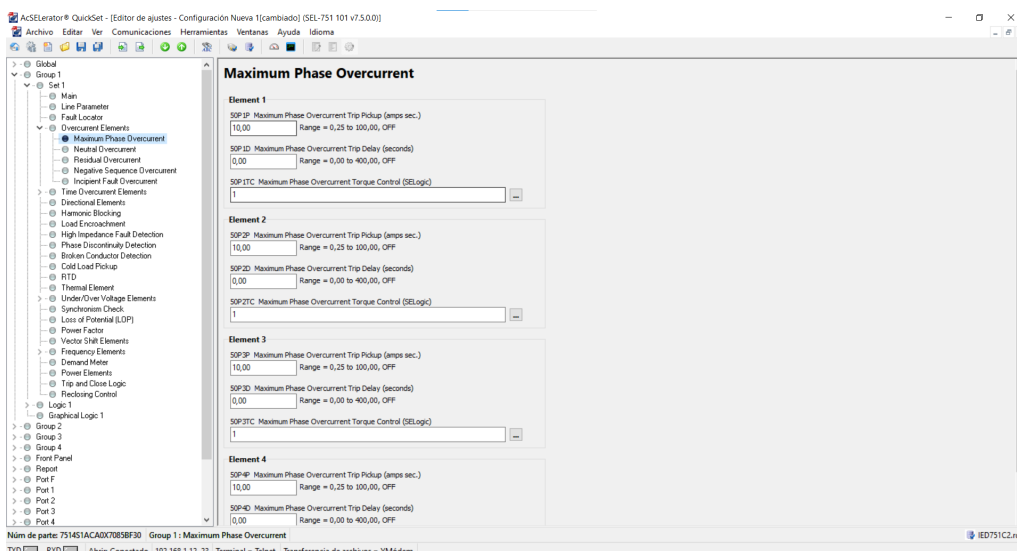 AcSELerator® QuickSet - [Editor de ajustes - Configuración Nueva 1[cambiado] (SEL-751 101 v7.5.0.0)]
Archivo Editar Ver Comunicaciones Herramientas Ventanas Ayuda Idioma
Global
Group 1
Set 1
Main
Line Parameter
Fault Locator
Overcurrent Elements
Maximum Phase Overcurrent
Neutral Overcurrent
Residual Overcurrent
Negative Sequence Overcurrent
Incipient Fault Overcurrent
Time Overcurrent Elements
Directional Elements
Harmonic Blocking
Load Encroachment
High Impedance Fault Detection
Phase Discontinuity Detection
Broken Conductor Detection
Cold Load Pickup
RTD
Thermal Element
Under/Over Voltage Elements
Synchronism Check
Loss of Potential (LOP)
Power Factor
Vector Shift Elements
Frequency Elements
Demand Meter
Power Elements
Trip and Close Logic
Reclosing Control
Logic 1
Graphical Logic 1
Group 2
Group 3
Group 4
Front Panel
Report
Port F
Port 1
Port 2
Port 3
Port 4
Maximum Phase Overcurrent
Element 1
50P1P Maximum Phase Overcurrent Trip Pickup (amps sec.)
10,00 Range = 0,25 to 100,00, OFF
50P1D Maximum Phase Overcurrent Trip Delay (seconds)
0,00 Range = 0,00 to 400,00, OFF
50P1TC Maximum Phase Overcurrent Torque Control (SELogic)
1
...
Element 2
50P2P Maximum Phase Overcurrent Trip Pickup (amps sec.)
10,00 Range = 0,25 to 100,00, OFF
50P2D Maximum Phase Overcurrent Trip Delay (seconds)
0,00 Range = 0,00 to 400,00, OFF
50P2TC Maximum Phase Overcurrent Torque Control (SELogic)
1
...
Element 3
50P3P Maximum Phase Overcurrent Trip Pickup (amps sec.)
10,00 Range = 0,25 to 100,00, OFF
50P3D Maximum Phase Overcurrent Trip Delay (seconds)
0,00 Range = 0,00 to 400,00, OFF
50P3TC Maximum Phase Overcurrent Torque Control (SELogic)
1
...
Element 4
50P4P Maximum Phase Overcurrent Trip Pickup (amps sec.)
10,00 Range = 0,25 to 100,00, OFF
50P4D Maximum Phase Overcurrent Trip Delay (seconds)
0,00 Range = 0,00 to 400,00, OFF
Núm de parte: 7514S1ACA0X7085BF30 Group 1 : Maximum Phase Overcurrent
IED751C2.r
TXD RXD Abrir: Conectado 192.168.1.12 23 Terminal = Telnet Transferencia de archivos = YMódem